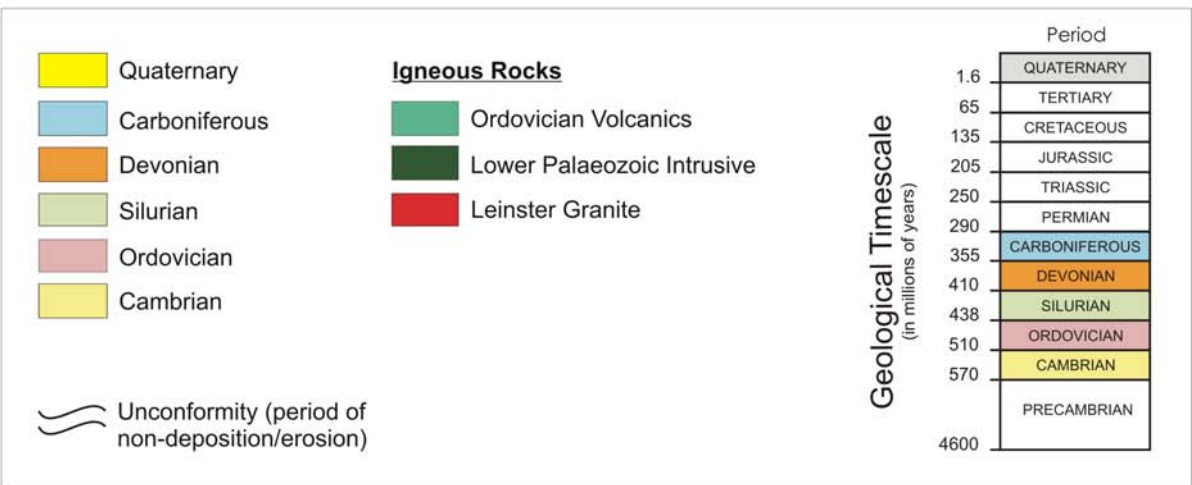 Quaternary
Carboniferous
Devonian
Silurian
Ordovician
Cambrian
Unconformity (period of
non-deposition/erosion)
Igneous Rocks
Ordovician Volcanics
Lower Palaeozoic Intrusive
Leinster Granite
Geological Timescale
(in millions of years)
Period
QUATERNARY
1.6
TERTIARY
65
CRETACEOUS
135
JURASSIC
205
TRIASSIC
250
PERMIAN
290
CARBONIFEROUS
355
DEVONIAN
410
SILURIAN
438
ORDOVICIAN
510
CAMBRIAN
570
PRECAMBRIAN
4600